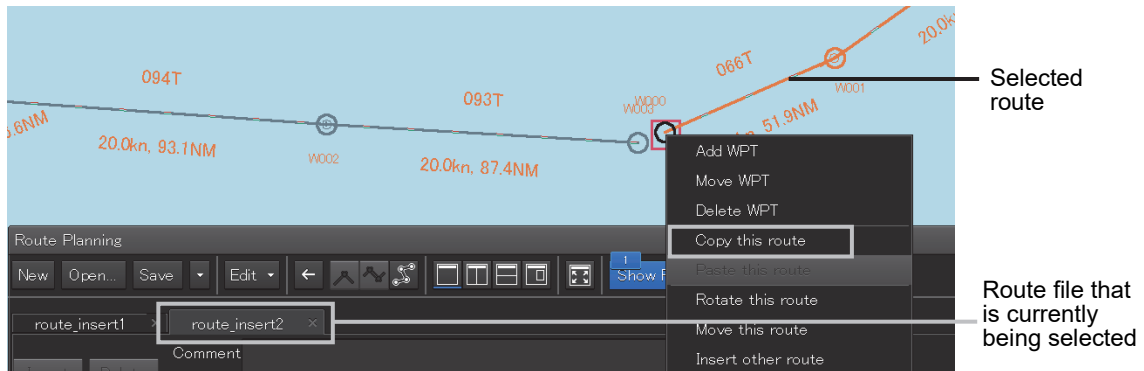 20.0kn
094T
093T
066T
W001
W000
W003
5.6NM
20.0kn, 93.1NM
W002
20.0kn, 87.4NM
51.9NM
Selected
route
Add WPT
Move WPT
Delete WPT
Copy this route
Paste this route
Rotate this route
Move this route
Insert other route
Route Planning
New Open... Save Edit
1
Show
route_insert1 × route_insert2 ×
Comment
Route file that
is currently
being selected